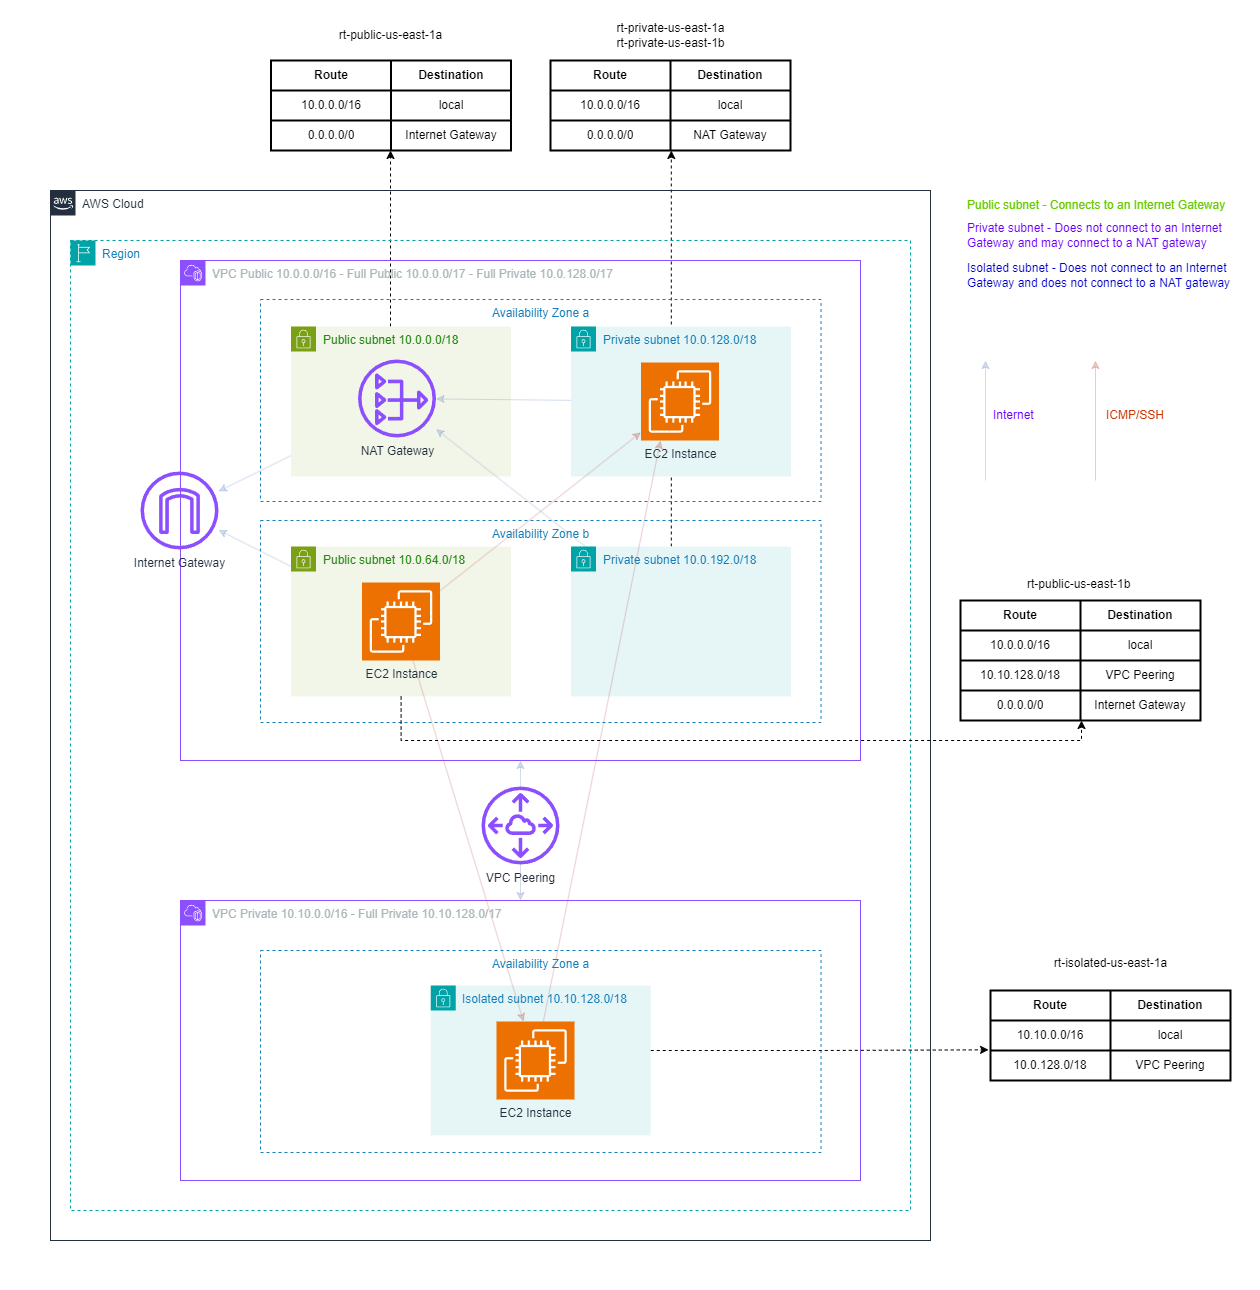 rt-public-us-east-1a
Route Destination
10.0.0.0/16 local
0.0.0.0/0 Internet Gateway
rt-private-us-east-1a
rt-private-us-east-1b
Route Destination
10.0.0.0/16 local
0.0.0.0/0 NAT Gateway
aws
AWS Cloud
Public subnet - Connects to an Internet Gateway
Private subnet - Does not connect to an Internet
Gateway and may connect to a NAT gateway
Isolated subnet - Does not connect to an Internet
Gateway and does not connect to a NAT gateway
Internet
ICMP/SSH
Region
VPC Public 10.0.0.0/16 - Full Public 10.0.0.0/17 - Full Private 10.0.128.0/17
Availability Zone a
Public subnet 10.0.0.0/18
NAT Gateway
Private subnet 10.0.128.0/18
EC2 Instance
Internet Gateway
Availability Zone b
Public subnet 10.0.64.0/18
EC2 Instance
Private subnet 10.0.192.0/18
rt-public-us-east-1b
Route Destination
10.0.0.0/16 local
10.10.128.0/18 VPC Peering
0.0.0.0/0 Internet Gateway
VPC Peering
VPC Private 10.10.0.0/16 - Full Private 10.10.128.0/17
Availability Zone a
Isolated subnet 10.10.128.0/18
EC2 Instance
rt-isolated-us-east-1a
Route Destination
10.10.0.0/16 local
10.0.128.0/18 VPC Peering